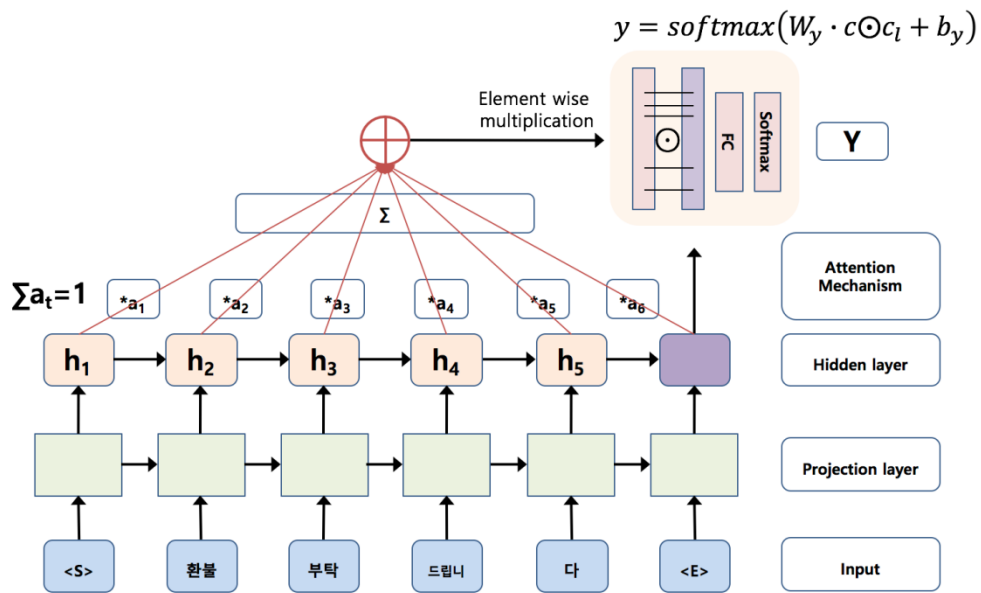 y = softmax(W_y · c⊙c_l + b_y)
Element wise
multiplication
⊙
FC
Softmax
Y
Σ
Attention
Mechanism
∑a_t=1
*a_1
*a_2
*a_3
*a_4
*a_5
*a_6
h_1
h_2
h_3
h_4
h_5
Hidden layer
Projection layer
<S>
환불
부탁
드립니
다
<E>
Input